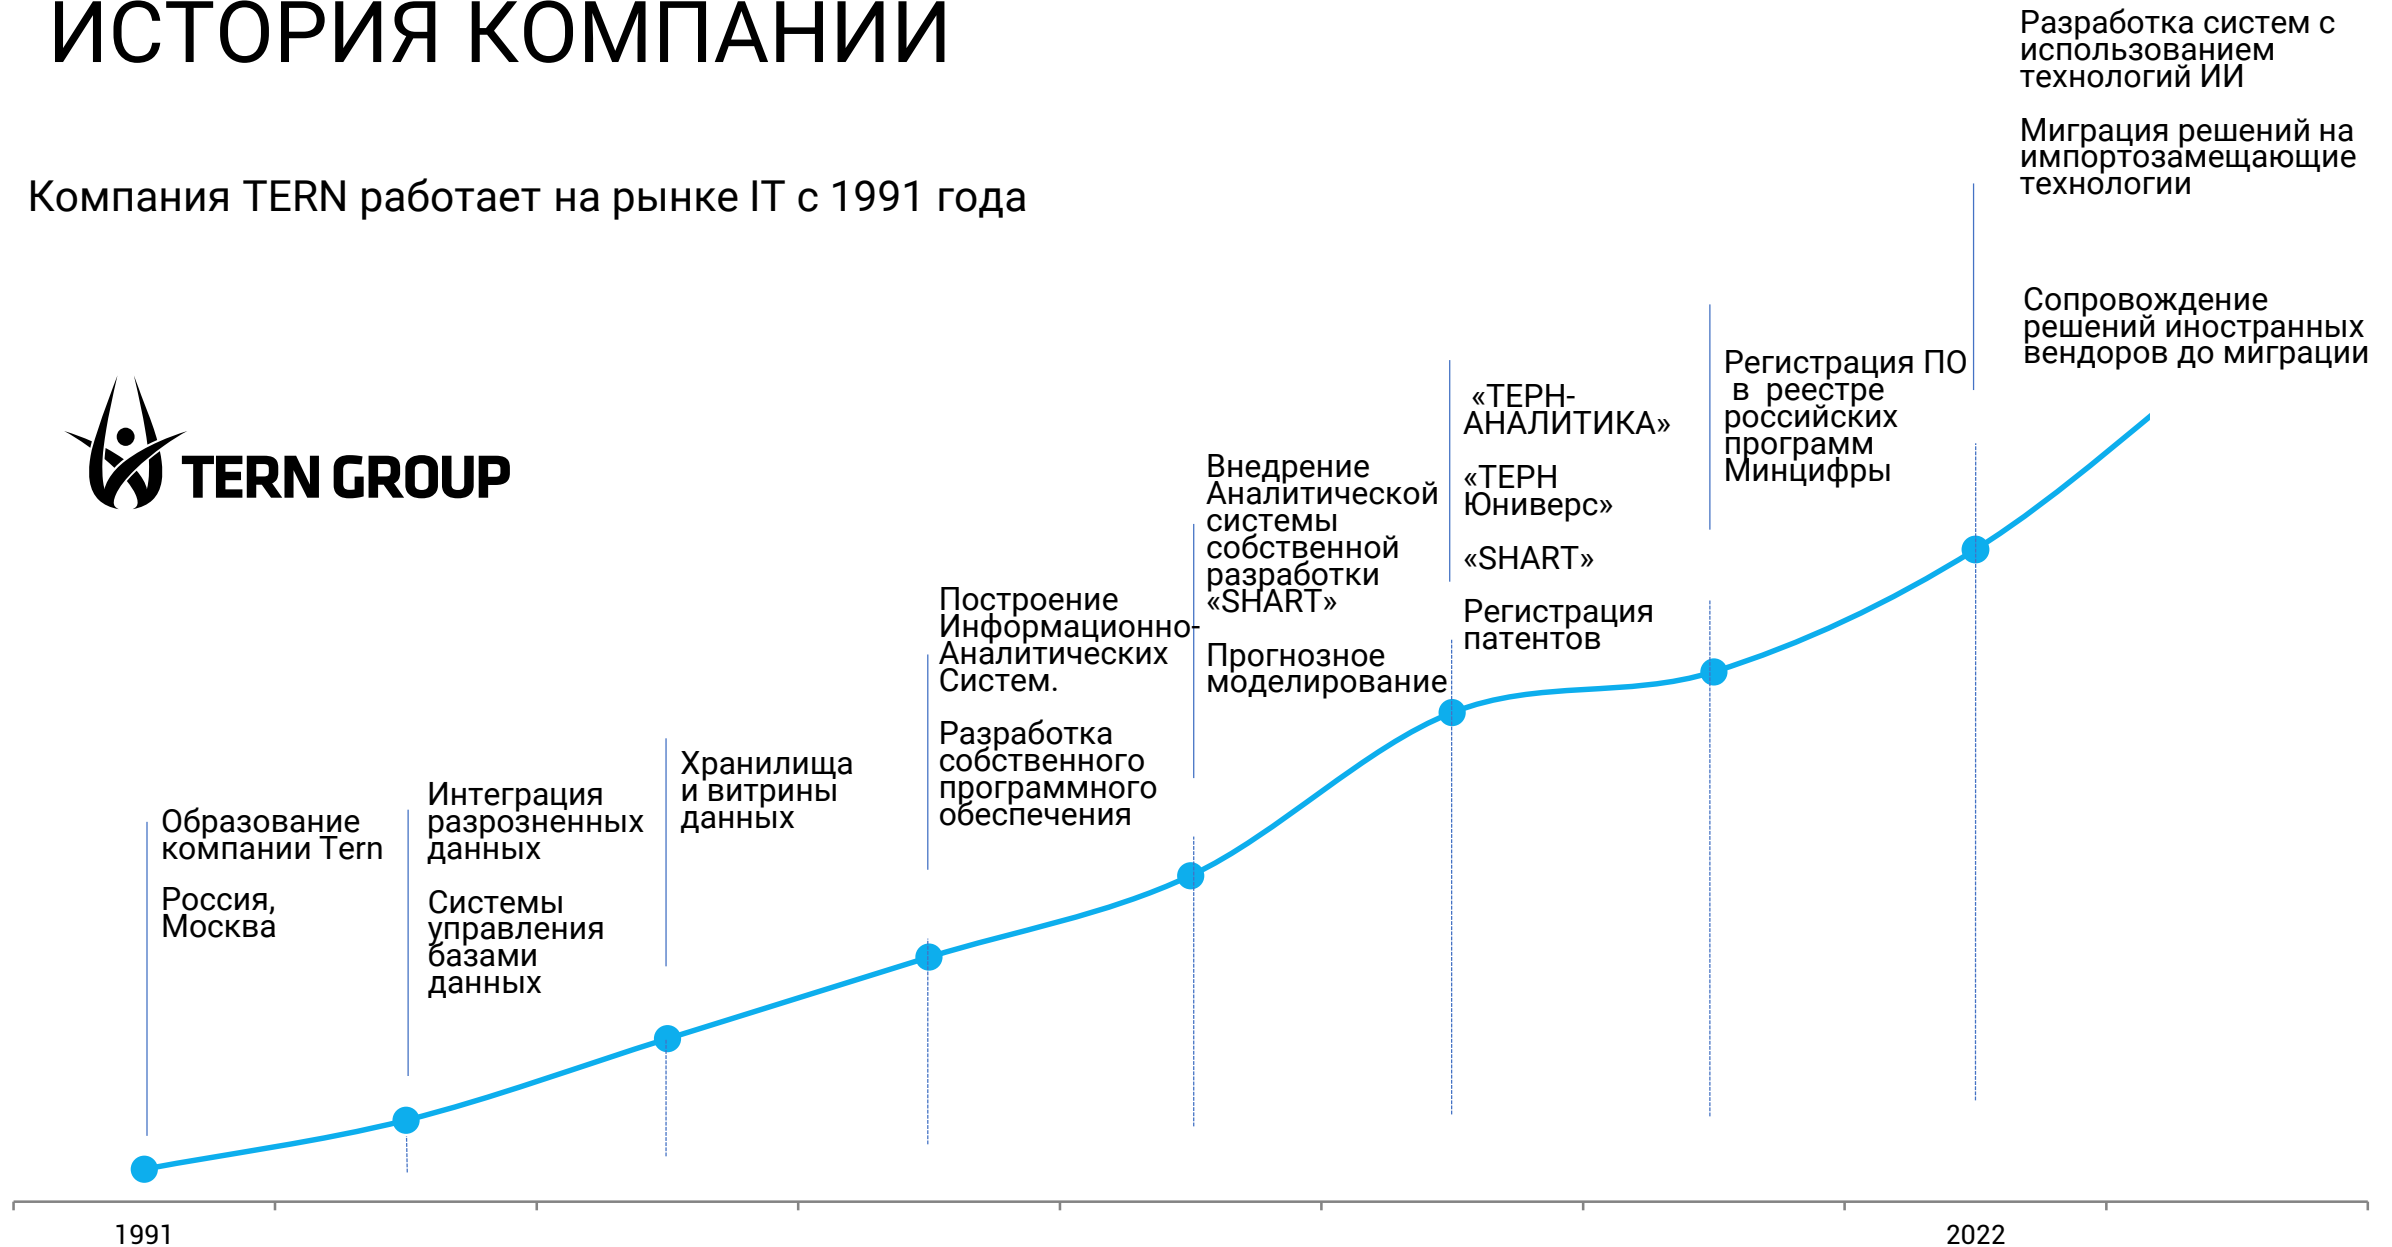 ИСТОРИЯ КОМПАНИИ
Компания TERN работает на рынке IT с 1991 года
TERN GROUP
Образование
компании Tern
Россия,
Москва
Интеграция
разрозненных
данных
Системы
управления
базами
данных
Хранилища
и витрины
данных
Построение
Информационно-
Аналитических
Систем.
Разработка
собственного
программного
обеспечения
Внедрение
Аналитической
системы
собственной
разработки
«SHART»
Прогнозное
моделирование
«ТЕРН-
АНАЛИТИКА»
«ТЕРН
Юниверс»
«SHART»
Регистрация
патентов
Регистрация ПО
в реестре
российских
программ
Минцифры
Разработка систем с
использованием
технологий ИИ
Миграция решений на
импортозамещающие
технологии
Сопровождение
решений иностранных
вендоров до миграции
1991
2022